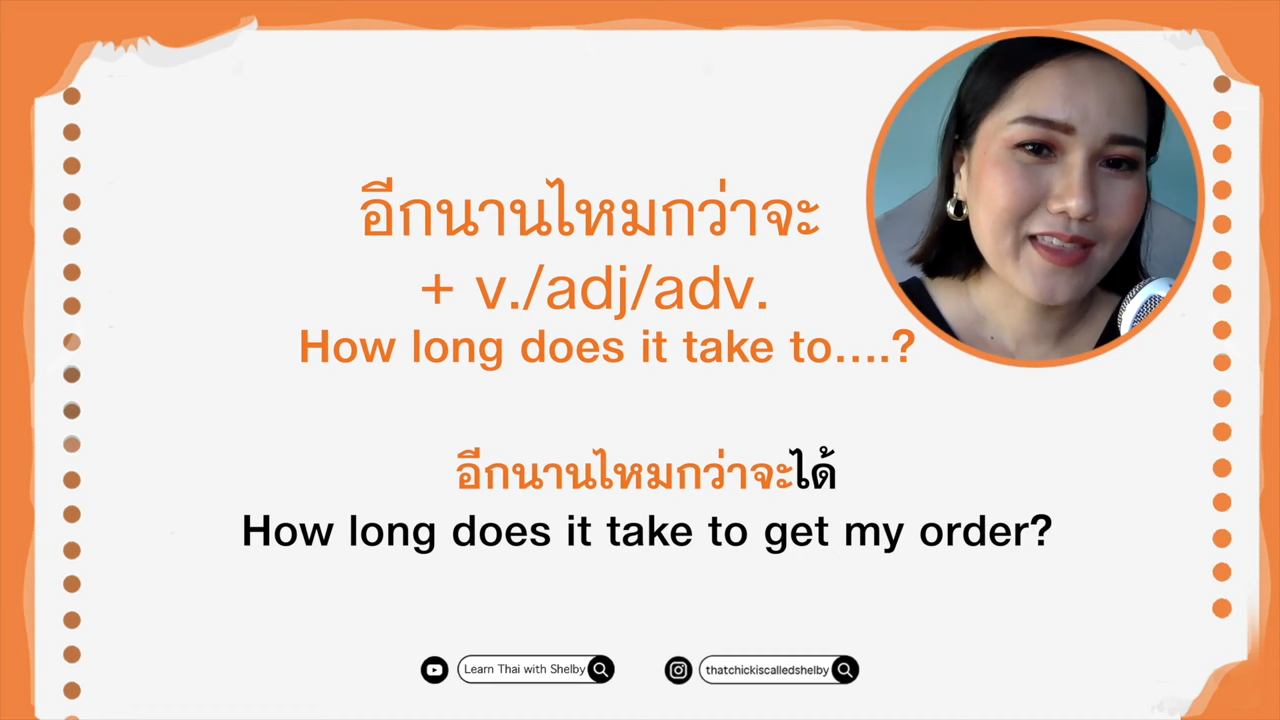 อีกนานไหมกว่าจะ
+ v./adj/adv.
How long does it take to....?
อีกนานไหมกว่าจะได้
How long does it take to get my order?
Learn Thai with Shelby
thatchickiscalledshelby